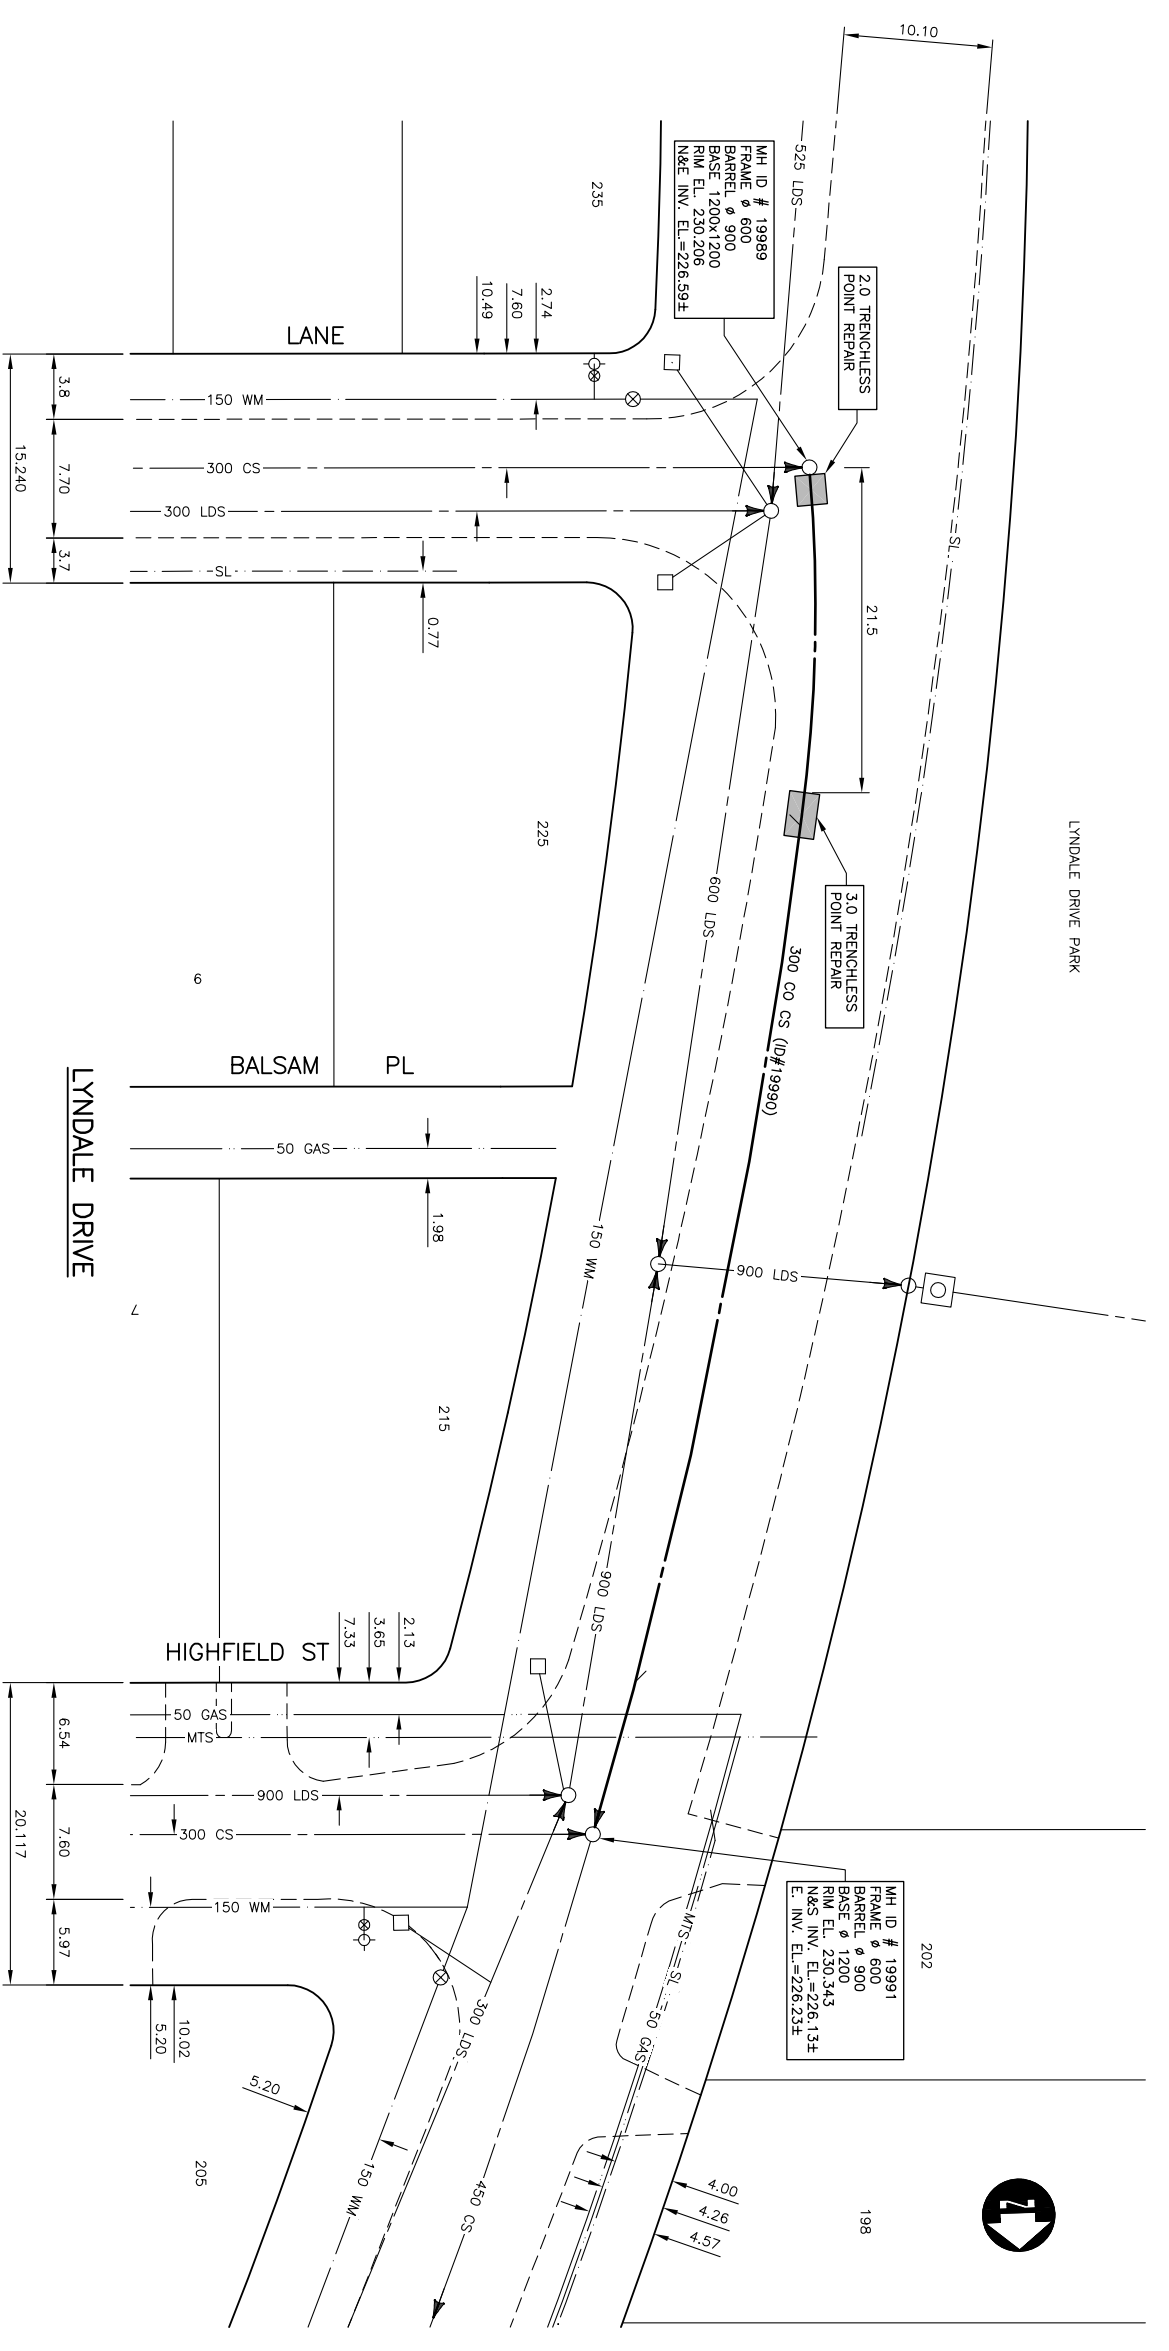 10.10
525 LDS
MH ID # 19989
FRAME ø 600
BARREL ø 900
BASE 1200x1200
RIM EL. 230.206
N&E INV. EL.=226.59±
2.0 TRENCHLESS
POINT REPAIR
235
LANE
2.74
7.60
10.49
3.8
7.70
3.7
15.240
150 WM
300 CS
300 LDS
SL
0.77
SL
21.5
3.0 TRENCHLESS
POINT REPAIR
LYNDALE DRIVE PARK
225
600 LDS
300 CO CS (ID#19990)
6
BALSAM PL
50 GAS
1.98
LYNDALE DRIVE
150 WM
900 LDS
7
215
900 LDS
HIGHFIELD ST
2.13
3.65
7.33
6.54
7.60
5.97
20.117
50 GAS
MTS
900 LDS
300 CS
150 WM
10.02
5.20
MH ID # 19991
FRAME ø 600
BARREL ø 900
BASE ø 1200
RIM EL. 230.343
N&S INV. EL.=226.13±
E. INV. EL.=226.23±
202
MTS
SL
50 GAS
300 LDS
5.20
150 WM
450 CS
205
4.00
4.26
4.57
198
N